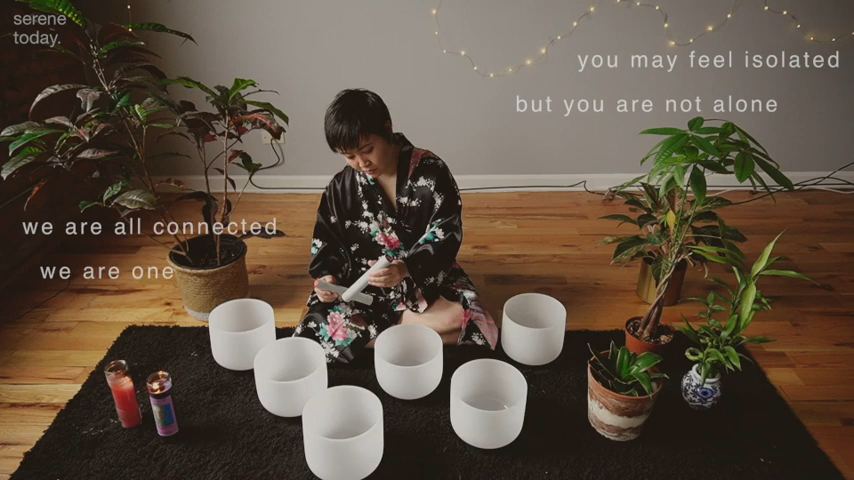 serene
today.
you may feel isolated
but you are not alone
we are all connected
we are one